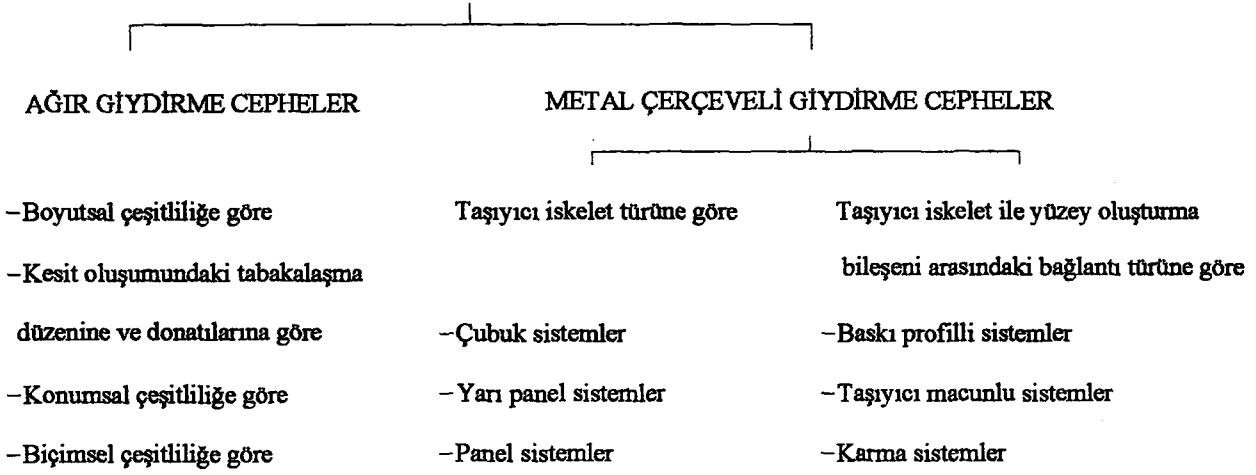 AĞIR GİYDİRME CEPHELER
METAL ÇERÇEVELİ GİYDİRME CEPHELER
–Boyutsal çeşitliliğe göre
–Kesit oluşumundaki tabakalaşma
düzenine ve donatılarına göre
–Konumsal çeşitliliğe göre
–Biçimsel çeşitliliğe göre
Taşıyıcı iskelet türüne göre
–Çubuk sistemler
–Yarı panel sistemler
–Panel sistemler
Taşıyıcı iskelet ile yüzey oluşturma
bileşeni arasındaki bağlantı türüne göre
–Baskı profilli sistemler
–Taşıyıcı macunlu sistemler
–Karma sistemler